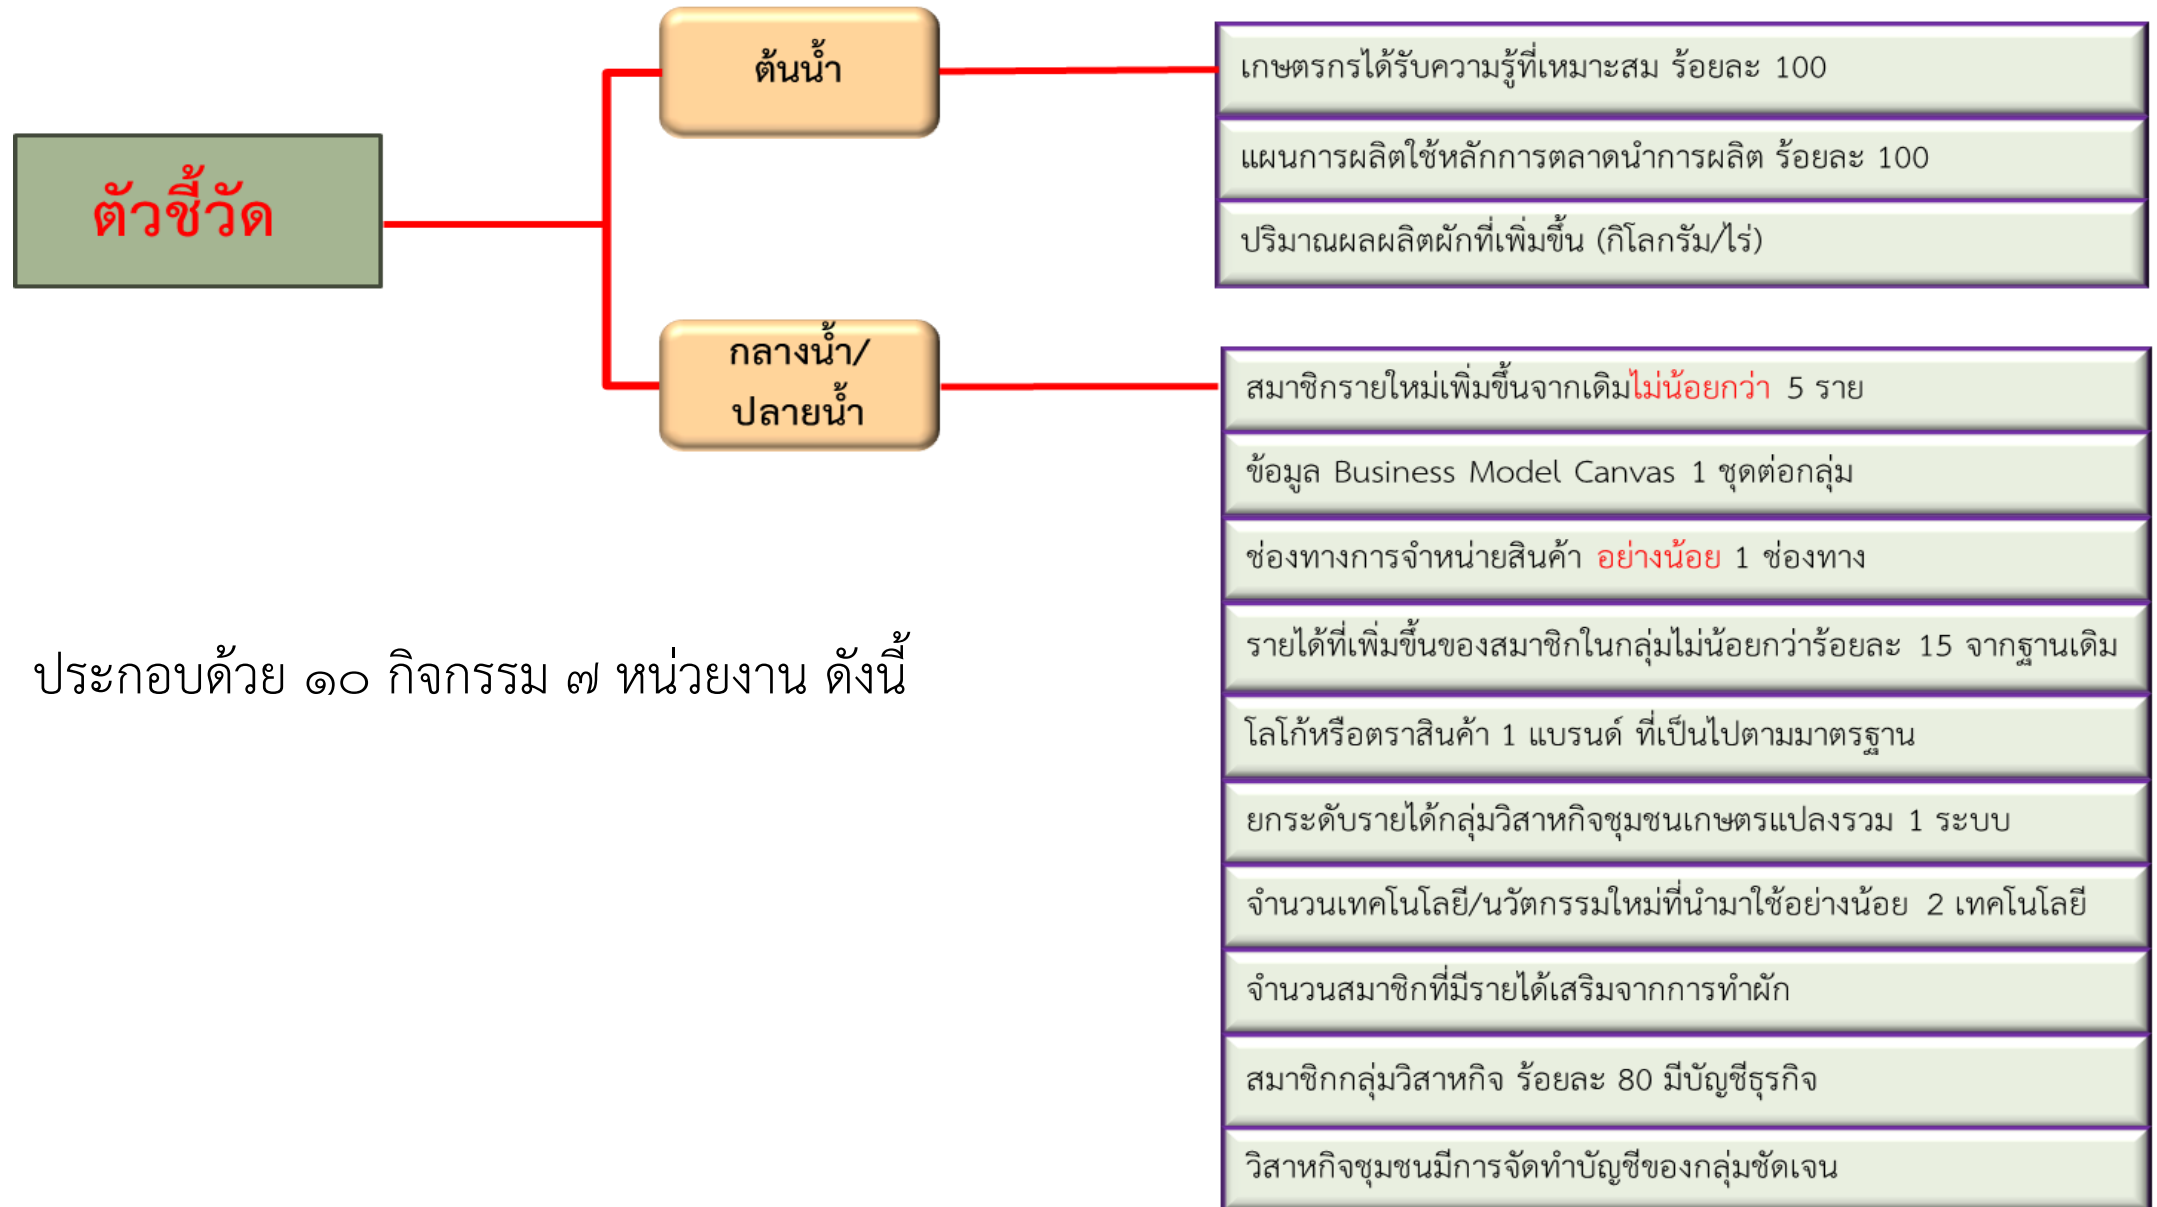 ตัวชี้วัด
ต้นน้ำ
เกษตรกรได้รับความรู้ที่เหมาะสม ร้อยละ 100
แผนการผลิตใช้หลักการตลาดนำการผลิต ร้อยละ 100
ปริมาณผลผลิตผักที่เพิ่มขึ้น (กิโลกรัม/ไร่)
กลางน้ำ/
ปลายน้ำ
สมาชิกรายใหม่เพิ่มขึ้นจากเดิมไม่น้อยกว่า 5 ราย
ข้อมูล Business Model Canvas 1 ชุดต่อกลุ่ม
ช่องทางการจำหน่ายสินค้า อย่างน้อย 1 ช่องทาง
รายได้ที่เพิ่มขึ้นของสมาชิกในกลุ่มไม่น้อยกว่าร้อยละ 15 จากฐานเดิม
โลโก้หรือตราสินค้า 1 แบรนด์ ที่เป็นไปตามมาตรฐาน
ยกระดับรายได้กลุ่มวิสาหกิจชุมชนเกษตรแปลงรวม 1 ระบบ
จำนวนเทคโนโลยี/นวัตกรรมใหม่ที่นำมาใช้อย่างน้อย 2 เทคโนโลยี
จำนวนสมาชิกที่มีรายได้เสริมจากการทำผัก
สมาชิกกลุ่มวิสาหกิจ ร้อยละ 80 มีบัญชีธุรกิจ
วิสาหกิจชุมชนมีการจัดทำบัญชีของกลุ่มชัดเจน
ประกอบด้วย ๑๐ กิจกรรม ๗ หน่วยงาน ดังนี้